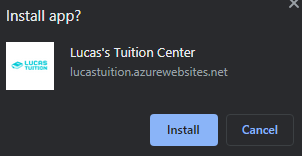 Install app?
LUCAS
TUITION
Lucas's Tuition Center
lucastuition.azurewebsites.net
Install
Cancel